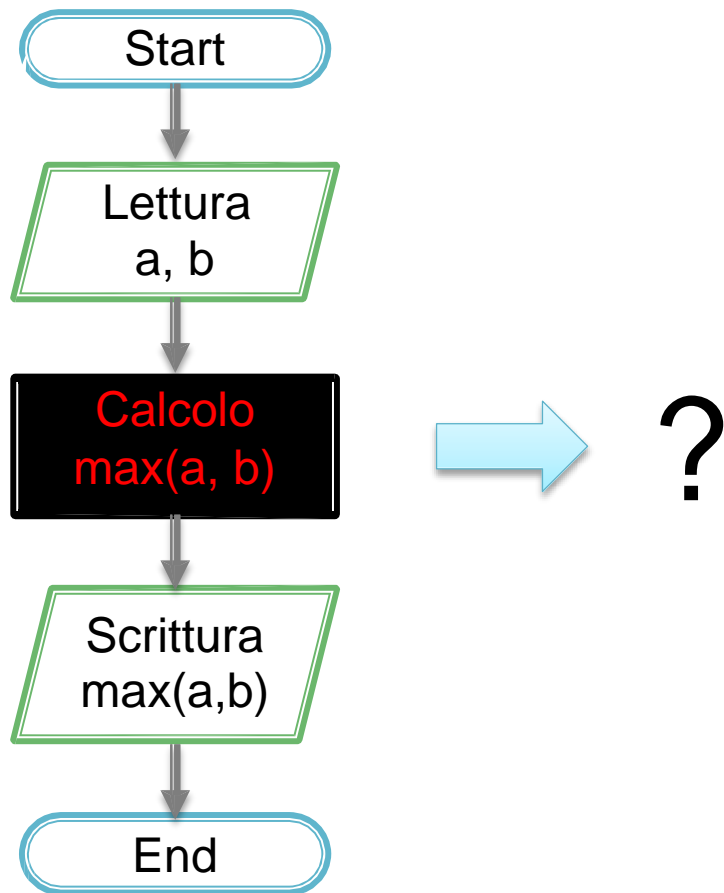 Start
Lettura
a, b
Calcolo
max(a, b)
?
Scrittura
max(a,b)
End